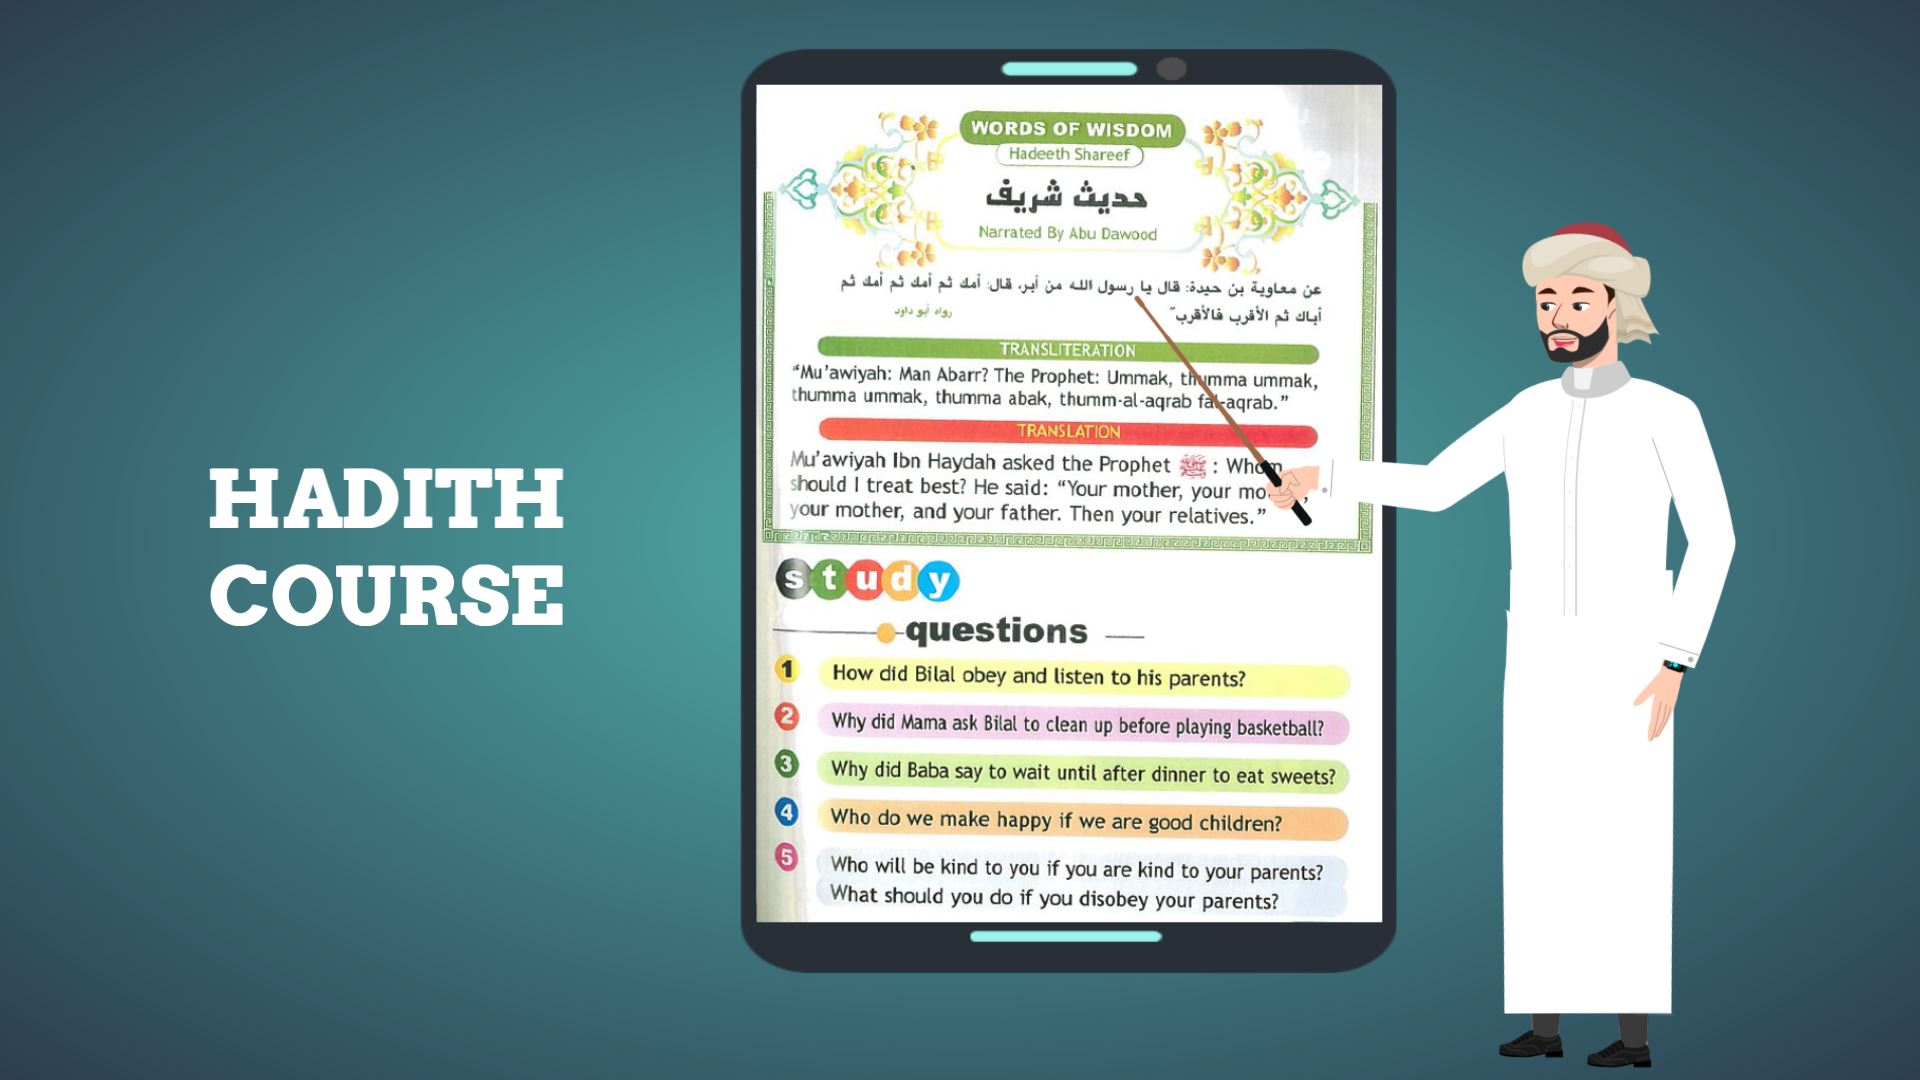 HADITH
COURSE
WORDS OF WISDOM
Hadeeth Shareef
حديث شريف
Narrated By Abu Dawood
عن معاوية بن حيدة: قال يا رسول الله من أبر، قال: أمك ثم أمك ثم أمك ثم
أباك ثم الأقرب فالأقرب"
رواه أبو داود
TRANSLITERATION
"Mu'awiyah: Man Abarr? The Prophet: Ummak, thumma ummak,
thumma ummak, thumma abak, thumm-al-aqrab fal-aqrab."
TRANSLATION
Mu'awiyah Ibn Haydah asked the Prophet ﷺ : Whom
should I treat best? He said: "Your mother, your mo
your mother, and your father. Then your relatives."
study
questions
1 How did Bilal obey and listen to his parents?
2 Why did Mama ask Bilal to clean up before playing basketball?
3 Why did Baba say to wait until after dinner to eat sweets?
4 Who do we make happy if we are good children?
5 Who will be kind to you if you are kind to your parents?
What should you do if you disobey your parents?